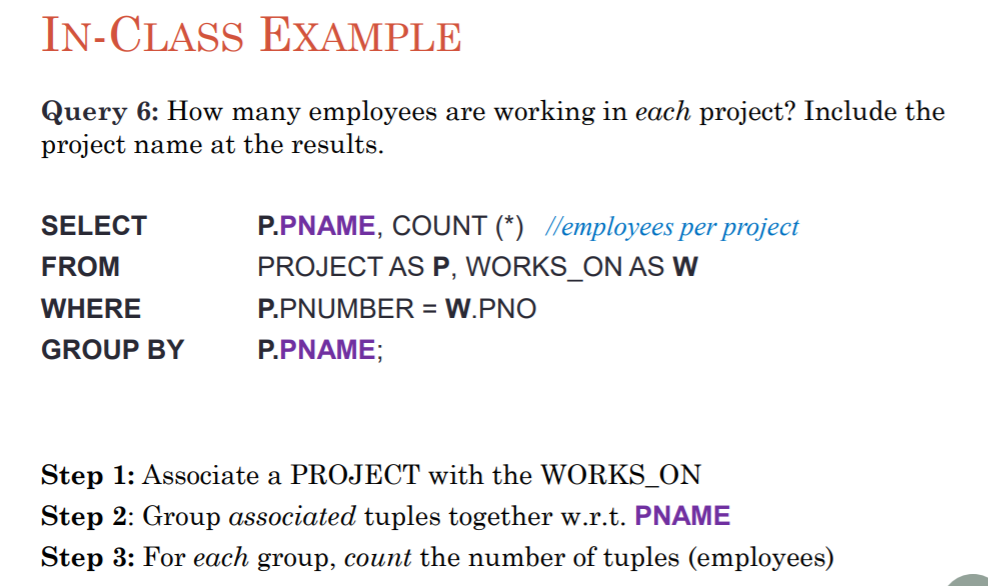 IN-CLASS EXAMPLE
Query 6: How many employees are working in each project? Include the
project name at the results.
SELECT P.PNAME, COUNT (*) //employees per project
FROM PROJECT AS P, WORKS_ON AS W
WHERE P.PNUMBER = W.PNO
GROUP BY P.PNAME;
Step 1: Associate a PROJECT with the WORKS_ON
Step 2: Group associated tuples together w.r.t. PNAME
Step 3: For each group, count the number of tuples (employees)